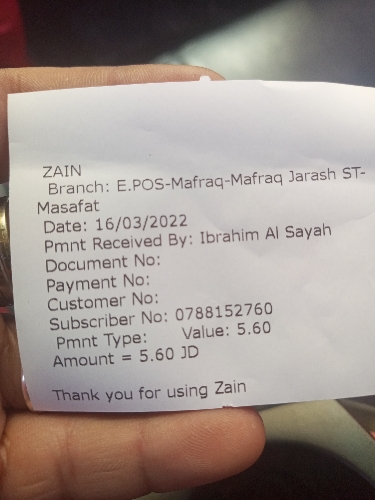 ZAIN
Branch: E.POS-Mafraq-Mafraq Jarash ST-
Masafat
Date: 16/03/2022
Pmnt Received By: Ibrahim Al Sayah
Document No:
Payment No:
Customer No:
Subscriber No: 0788152760
Pmnt Type: Value: 5.60
Amount = 5.60 JD
Thank you for using Zain